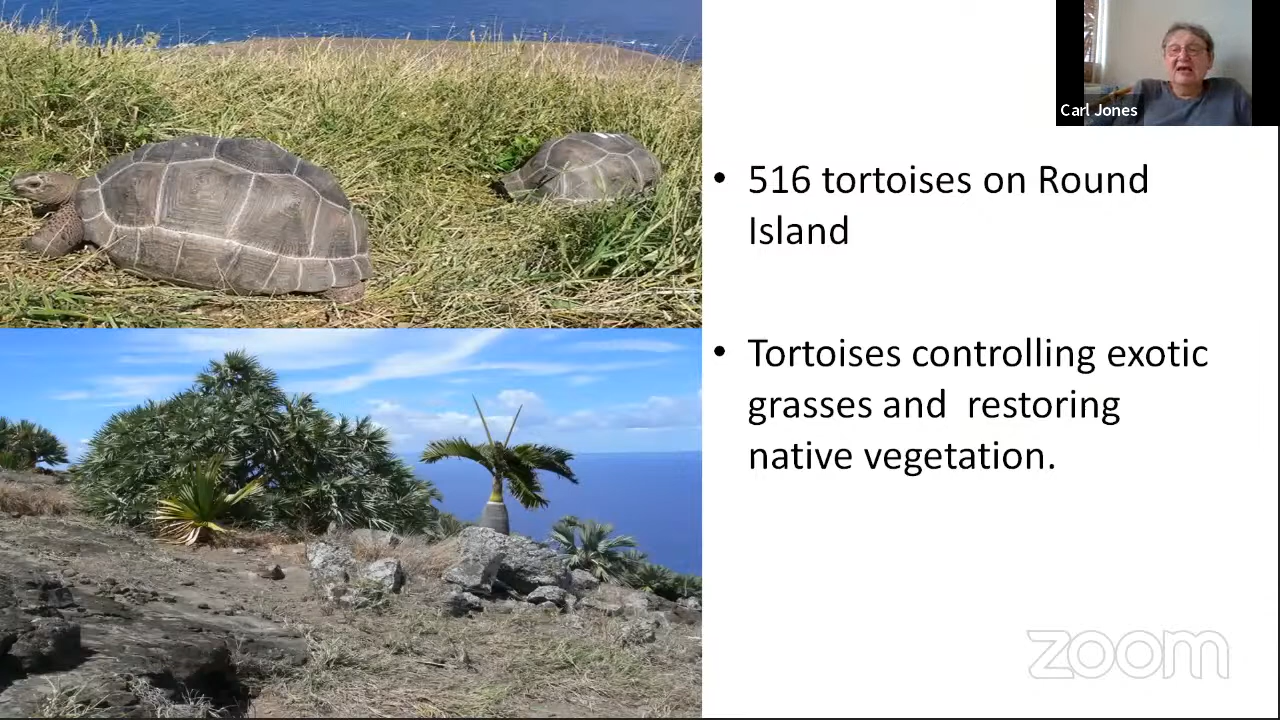 Carl Jones
• 516 tortoises on Round
Island
• Tortoises controlling exotic
grasses and  restoring
native vegetation.
zoom